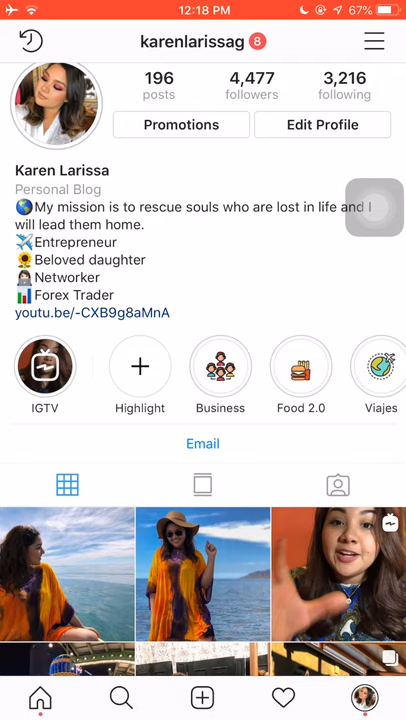 12:18 PM 67%
karenlarissag 8
196 4,477 3,216
posts followers following
Promotions Edit Profile
Karen Larissa
Personal Blog
🌎My mission is to rescue souls who are lost in life and I
will lead them home.
✈️Entrepreneur
🌻Beloved daughter
👩🏻‍💻Networker
📊Forex Trader
youtu.be/-CXB9g8aMnA
IGTV Highlight Business Food 2.0 Viajes
Email